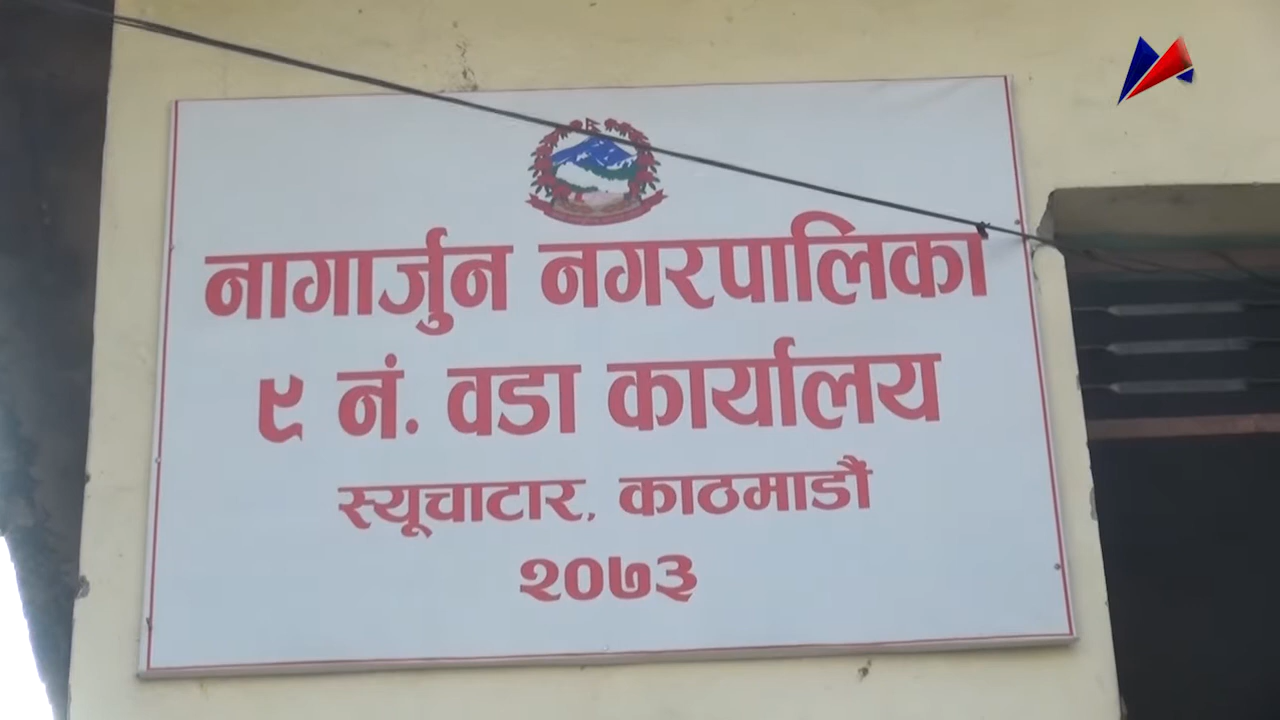 नागार्जुन नगरपालिका
९ नं. वडा कार्यालय
स्यूचाटार, काठमाडौं
२०७३